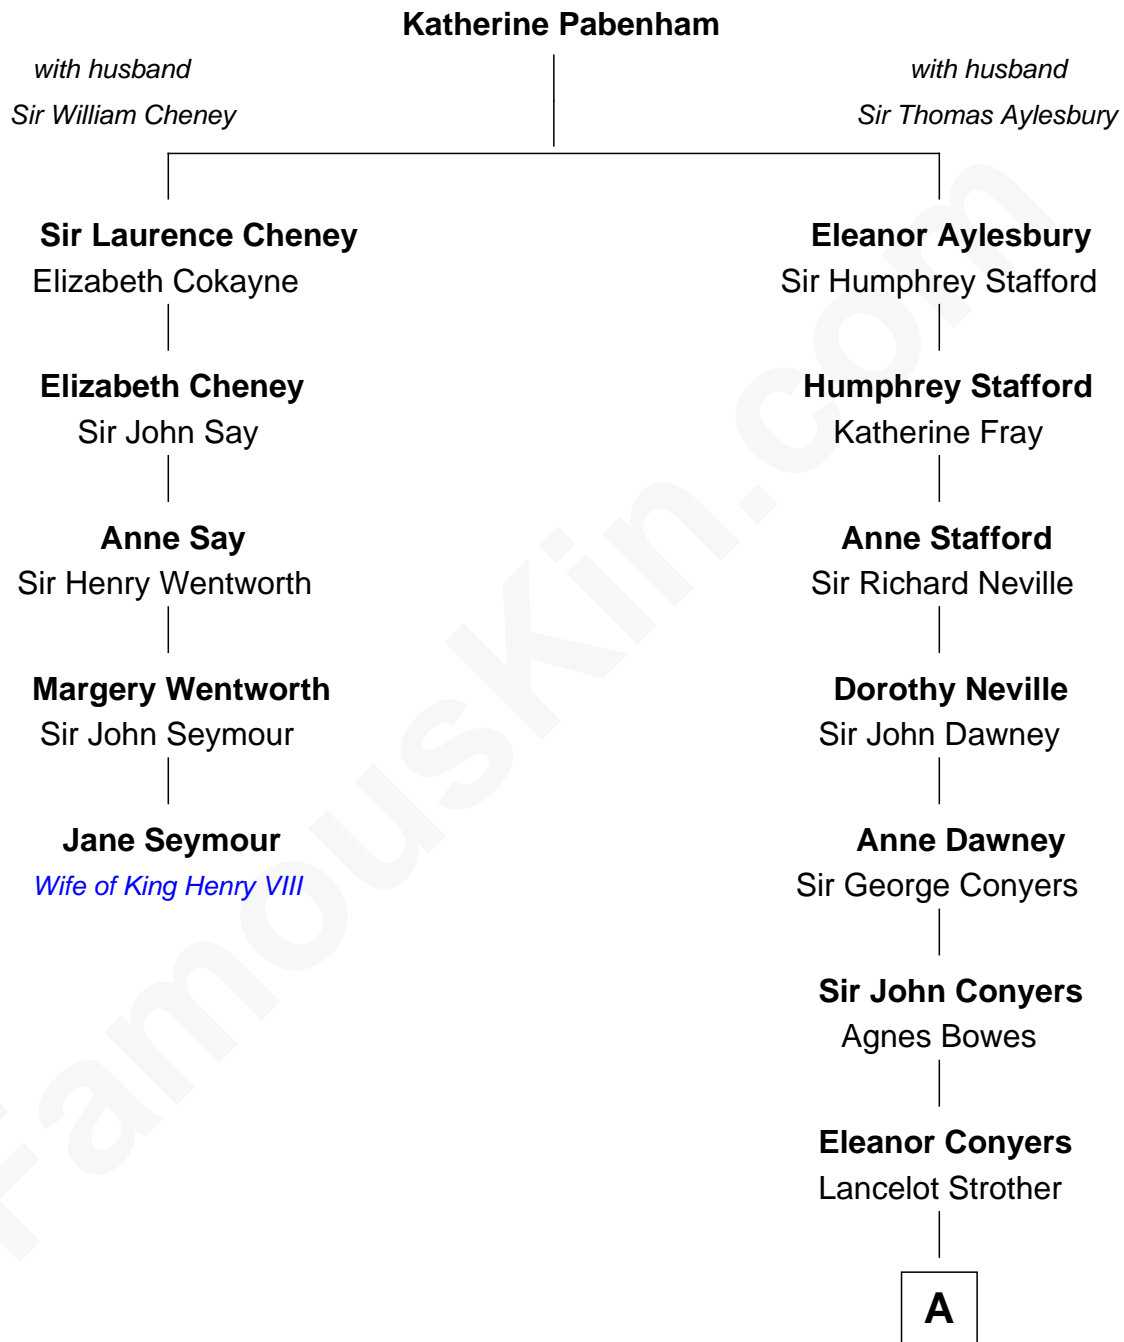 Katherine Pabenham
with husband
Sir William Cheney
with husband
Sir Thomas Aylesbury
Sir Laurence Cheney
Elizabeth Cokayne
Elizabeth Cheney
Sir John Say
Anne Say
Sir Henry Wentworth
Margery Wentworth
Sir John Seymour
Jane Seymour
Wife of King Henry VIII
Eleanor Aylesbury
Sir Humphrey Stafford
Humphrey Stafford
Katherine Fray
Anne Stafford
Sir Richard Neville
Dorothy Neville
Sir John Dawney
Anne Dawney
Sir George Conyers
Sir John Conyers
Agnes Bowes
Eleanor Conyers
Lancelot Strother
A
FamousKin.com